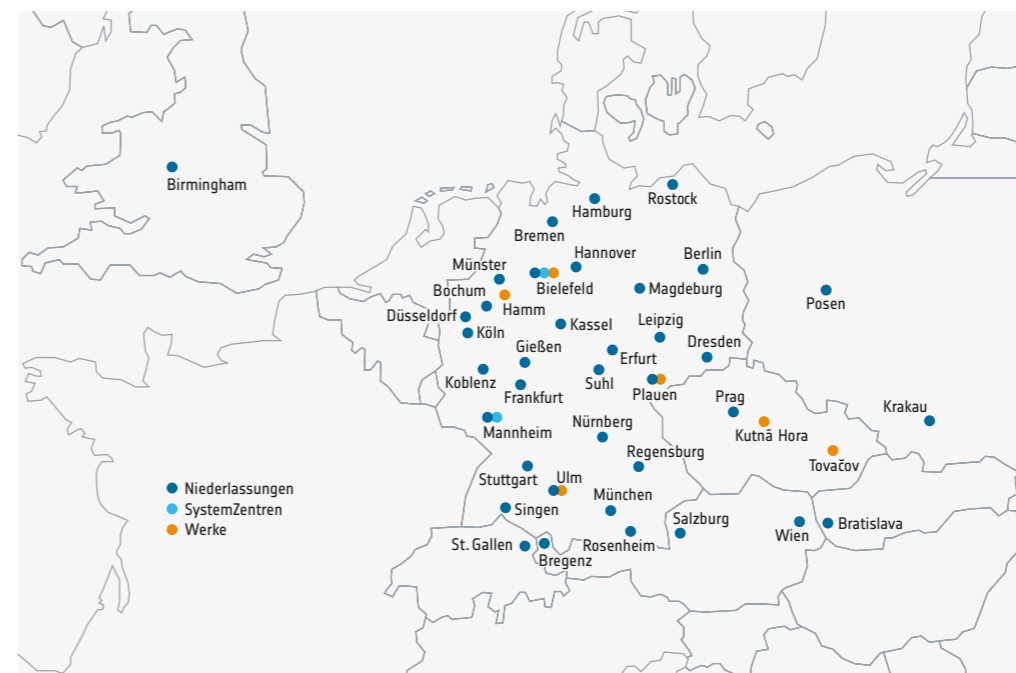 Birmingham
Rostock
Hamburg
Bremen
Hannover
Berlin
Münster
Bielefeld
Magdeburg
Bochum
Hamm
Posen
Düsseldorf
Köln
Kassel
Leipzig
Gießen
Erfurt
Dresden
Koblenz
Suhl
Plauen
Frankfurt
Prag
Krakau
Mannheim
Nürnberg
Kutnā Hora
Regensburg
Tovačov
Stuttgart
Ulm
Niederlassungen
München
SystemZentren
Singen
Salzburg
Bratislava
Werke
Wien
St. Gallen
Rosenheim
Bregenz